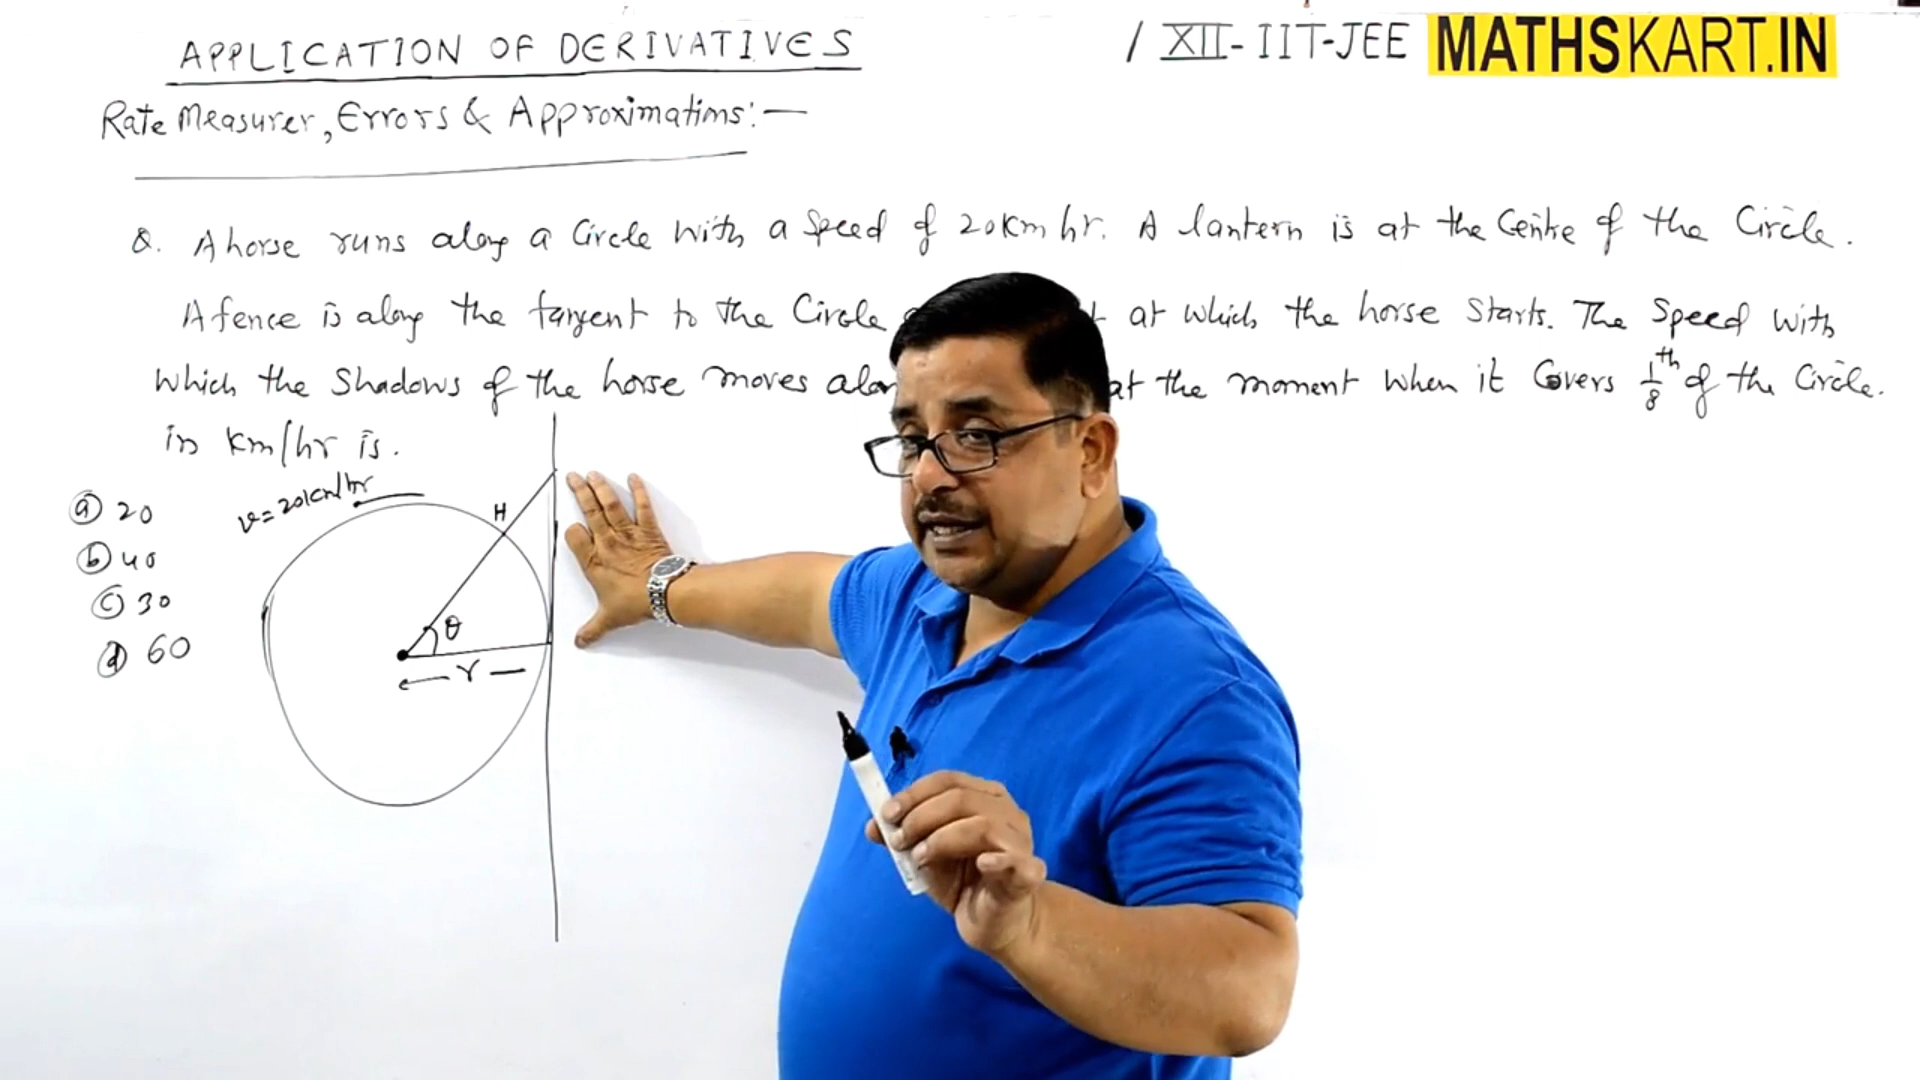 APPLICATION OF DERIVATIVES / XII-IIT-JEE MATHSKART.IN
Rate Measurer, Errors & Approximations:—
Q. A horse runs along a Circle with a Speed of 20Km hr. A lantern is at the Centre of the Circle.
A fence is along the tangent to the Circle at which the horse Starts. The Speed with
which the Shadows of the horse moves at the moment when it Covers 1/8 th of the Circle.
in km/hr is.
v=20km/hr
(a) 20
(b) 40
(c) 30
(d) 60
H
θ
r